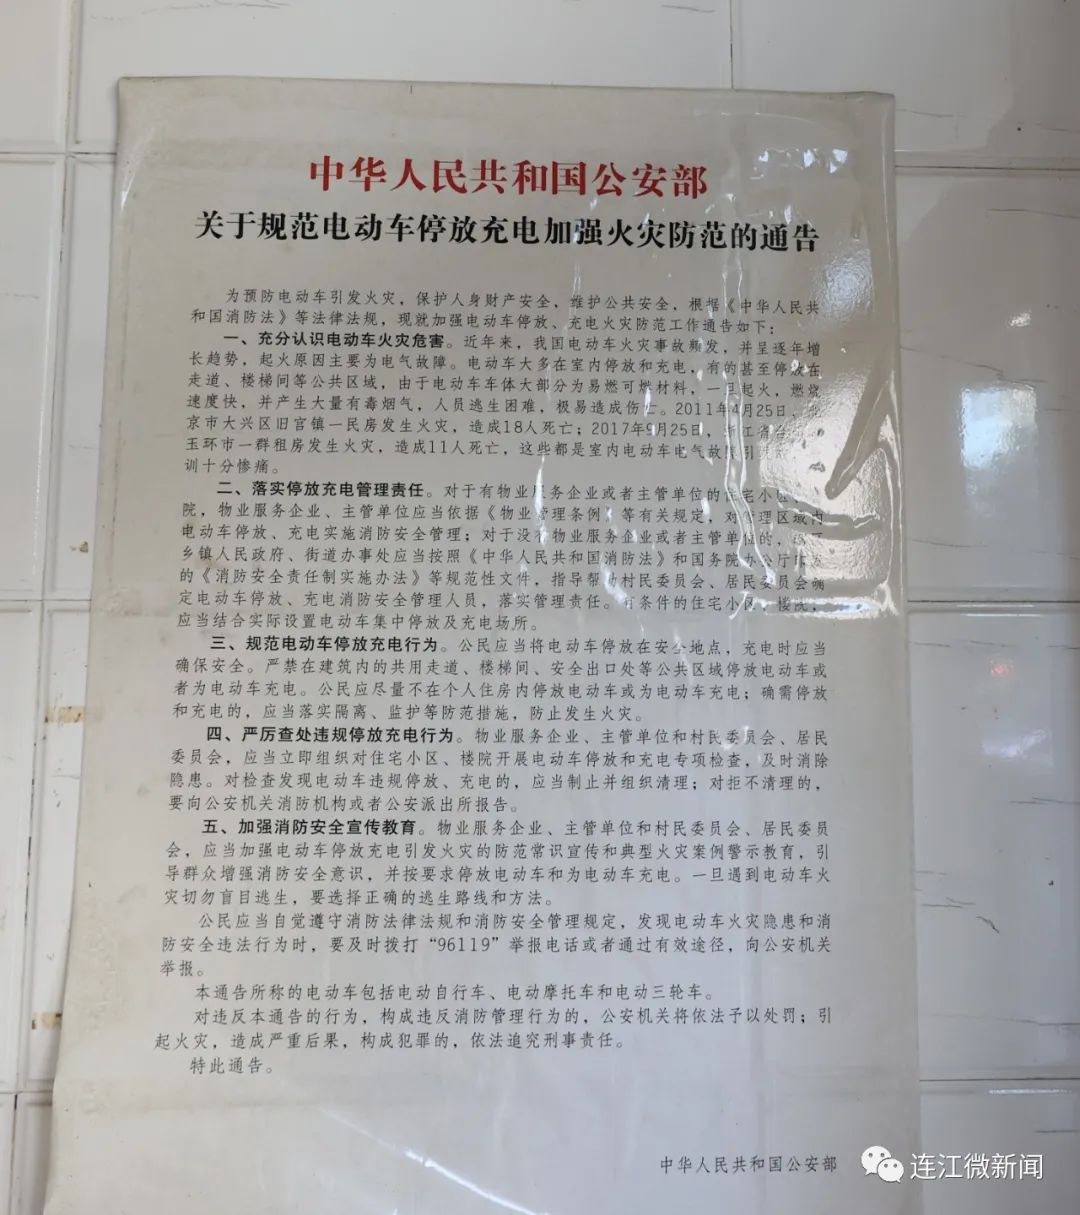 中华人民共和国公安部
关于规范电动车停放充电加强火灾防范的通告
为预防电动车引发火灾，保护人身财产安全，维护公共安全，根据《中华人民共
和国消防法》等法律法规，现就加强电动车停放、充电火灾防范工作通告如下：
一、充分认识电动车火灾危害。近年来，我国电动车火灾事故频发，并呈逐年增
长趋势，起火原因主要为电气故障。电动车大多在室内停放和充电，有的甚至停放在
走道、楼梯间等公共区域，由于电动车车体大部分为易燃可燃材料，一旦起火，燃烧
速度快，并产生大量有毒烟气，人员逃生困难，极易造成伤亡。2011年4月25日，北
京市大兴区旧宫镇一民房发生火灾，造成18人死亡；2017年9月25日，浙江省台
玉环市一群租房发生火灾，造成11人死亡，这些都是室内电动车电气故障引
训十分惨痛。
二、落实停放充电管理责任。对于有物业服务企业或者主管单位的住宅小区、
院，物业服务企业、主管单位应当依据《物业管理条例》等有关规定，对管理区域内
电动车停放、充电实施消防安全管理；对于没有物业服务企业或者主管单位的，
乡镇人民政府、街道办事处应当按照《中华人民共和国消防法》和国务院办公厅印发
的《消防安全责任制实施办法》等规范性文件，指导帮助村民委员会、居民委员会确
定电动车停放、充电消防安全管理人员，落实管理责任。有条件的住宅小区、楼院，
应当结合实际设置电动车集中停放及充电场所。
三、规范电动车停放充电行为。公民应当将电动车停放在安全地点，充电时应当
确保安全。严禁在建筑内的共用走道、楼梯间、安全出口处等公共区域停放电动车或
者为电动车充电。公民应尽量不在个人住房内停放电动车或为电动车充电；确需停放
和充电的，应当落实隔离、监护等防范措施，防止发生火灾。
四、严厉查处违规停放充电行为。物业服务企业、主管单位和村民委员会、居民
委员会，应当立即组织对住宅小区、楼院开展电动车停放和充电专项检查，及时消除
隐患。对检查发现电动车违规停放、充电的，应当制止并组织清理；对拒不清理的，
要向公安机关消防机构或者公安派出所报告。
五、加强消防安全宣传教育。物业服务企业、主管单位和村民委员会、居民委员
会，应当加强电动车停放充电引发火灾的防范常识宣传和典型火灾案例警示教育，引
导群众增强消防安全意识，并按要求停放电动车和为电动车充电。一旦遇到电动车火
灾切勿盲目逃生，要选择正确的逃生路线和方法。
公民应当自觉遵守消防法律法规和消防安全管理规定，发现电动车火灾隐患和消
防安全违法行为时，要及时拨打“96119”举报电话或者通过有效途径，向公安机关
举报。
本通告所称的电动车包括电动自行车、电动摩托车和电动三轮车。
对违反本通告的行为，构成违反消防管理行为的，公安机关将依法予以处罚；引
起火灾，造成严重后果，构成犯罪的，依法追究刑事责任。
特此通告。
中华人民共和国公安部
连江微新闻